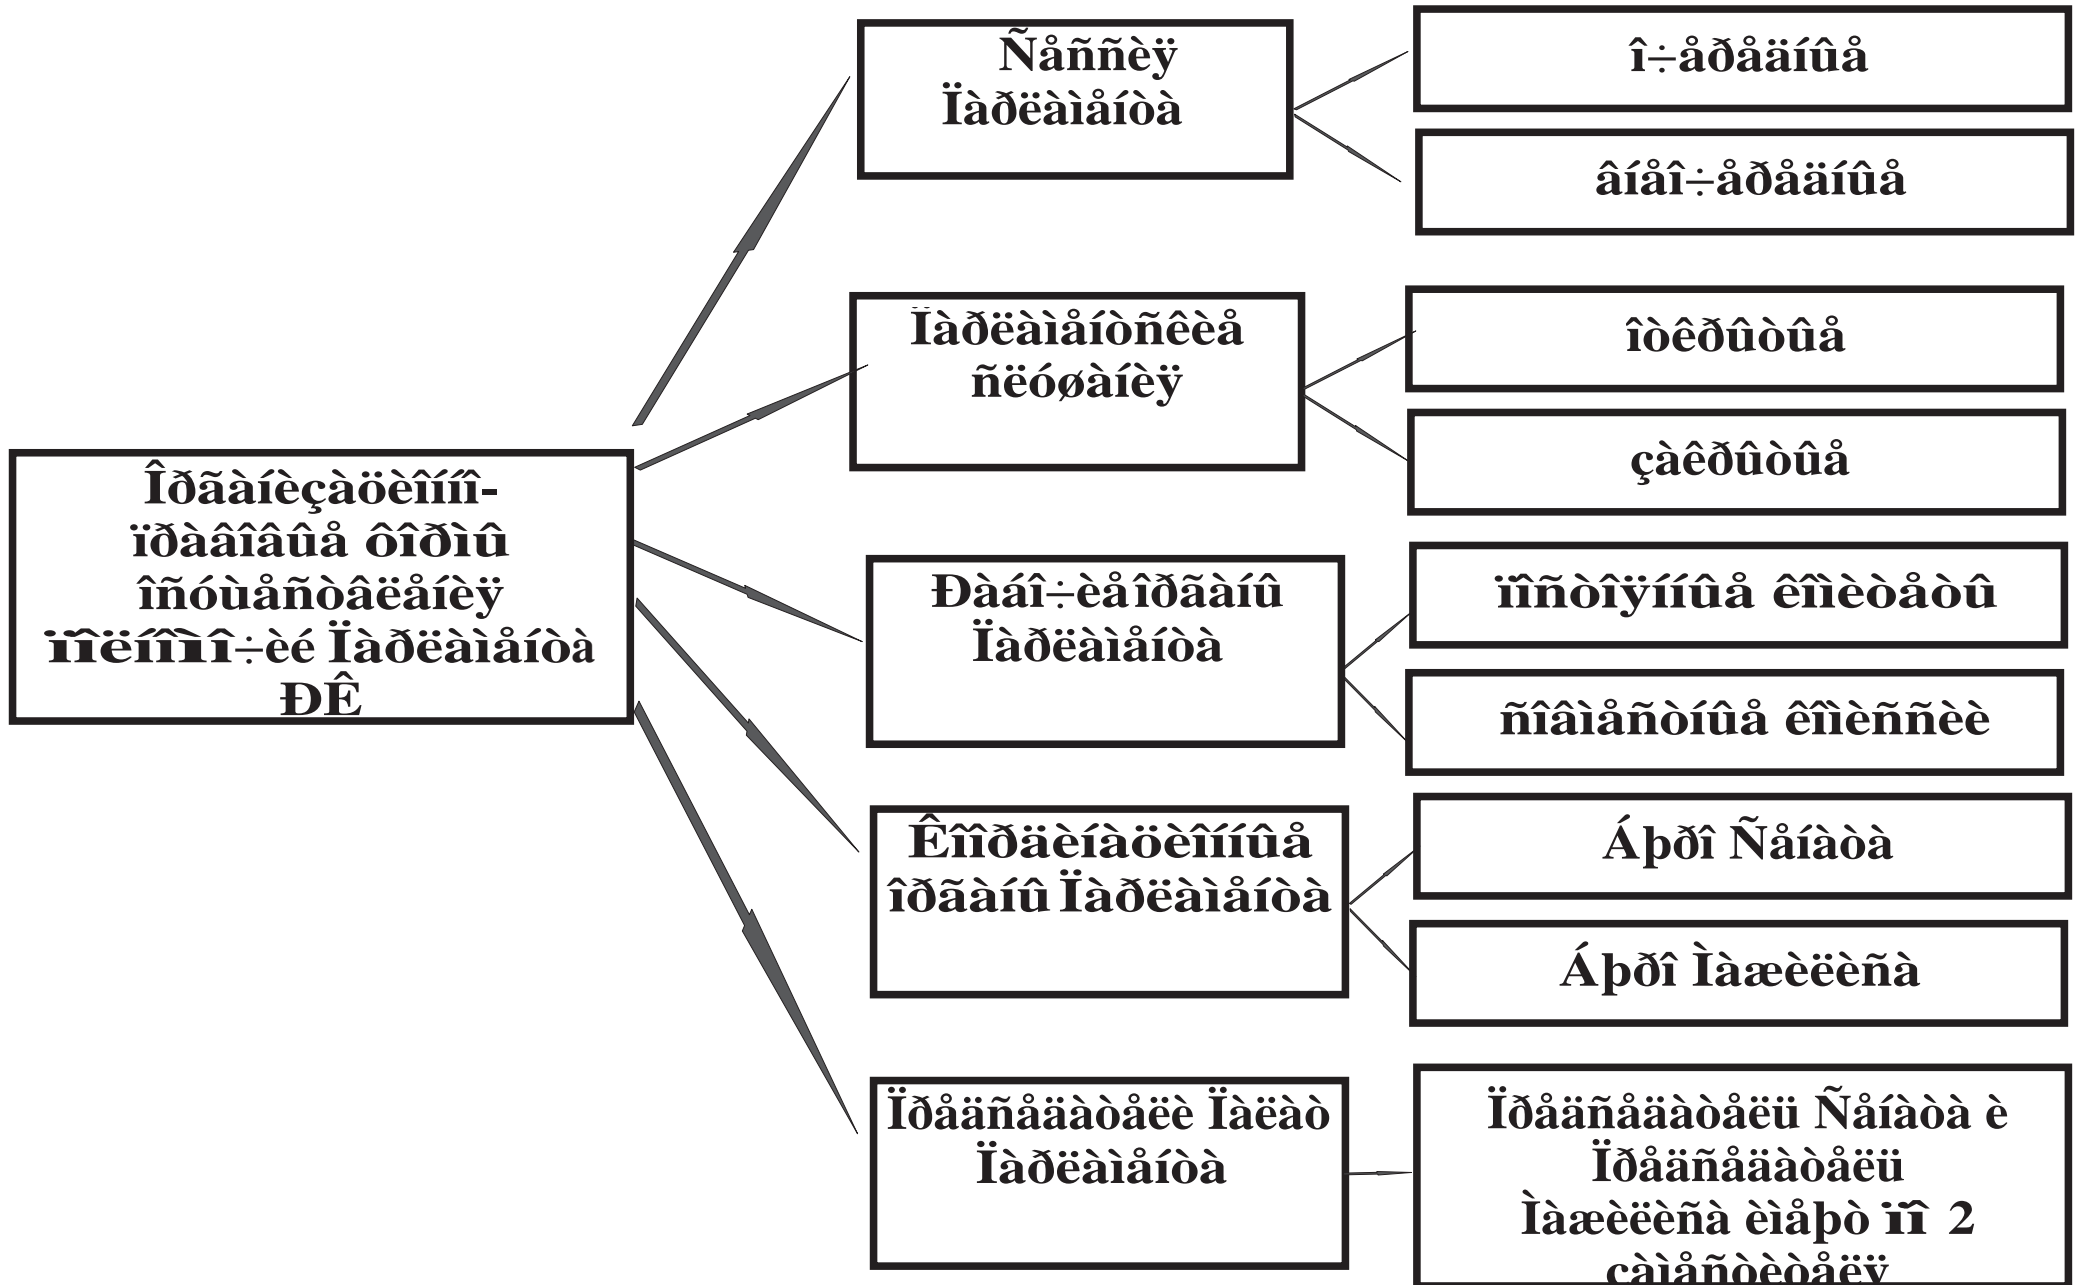 Îðãàíèçàöèîííî-
ïðàâîâûå ôîðìû
îñóùåñòâëåíèÿ
ïîëíîìî÷èé Ïàðëàìåíòà
ÐÊ
Ñåññèÿ
Ïàðëàìåíòà
î÷åðåäíûå
âíåî÷åðåäíûå
Ïàðëàìåíòñêèå
ñëóøàíèÿ
îòêðûòûå
çàêðûòûå
Ðàáî÷èå îðãàíû
Ïàðëàìåíòà
ïîñòîÿííûå êîìèòåòû
ñîâìåñòíûå êîìèññèè
Êîîðäèíàöèîííûå
îðãàíû Ïàðëàìåíòà
Áþðî Ñåíàòà
Áþðî Ìàæèëèñà
Ïðåäñåäàòåëè Ïàëàò
Ïàðëàìåíòà
Ïðåäñåäàòåëü Ñåíàòà è
Ïðåäñåäàòåëü
Ìàæèëèñà èìåþò ïî 2
çàìåñòèòåëÿ